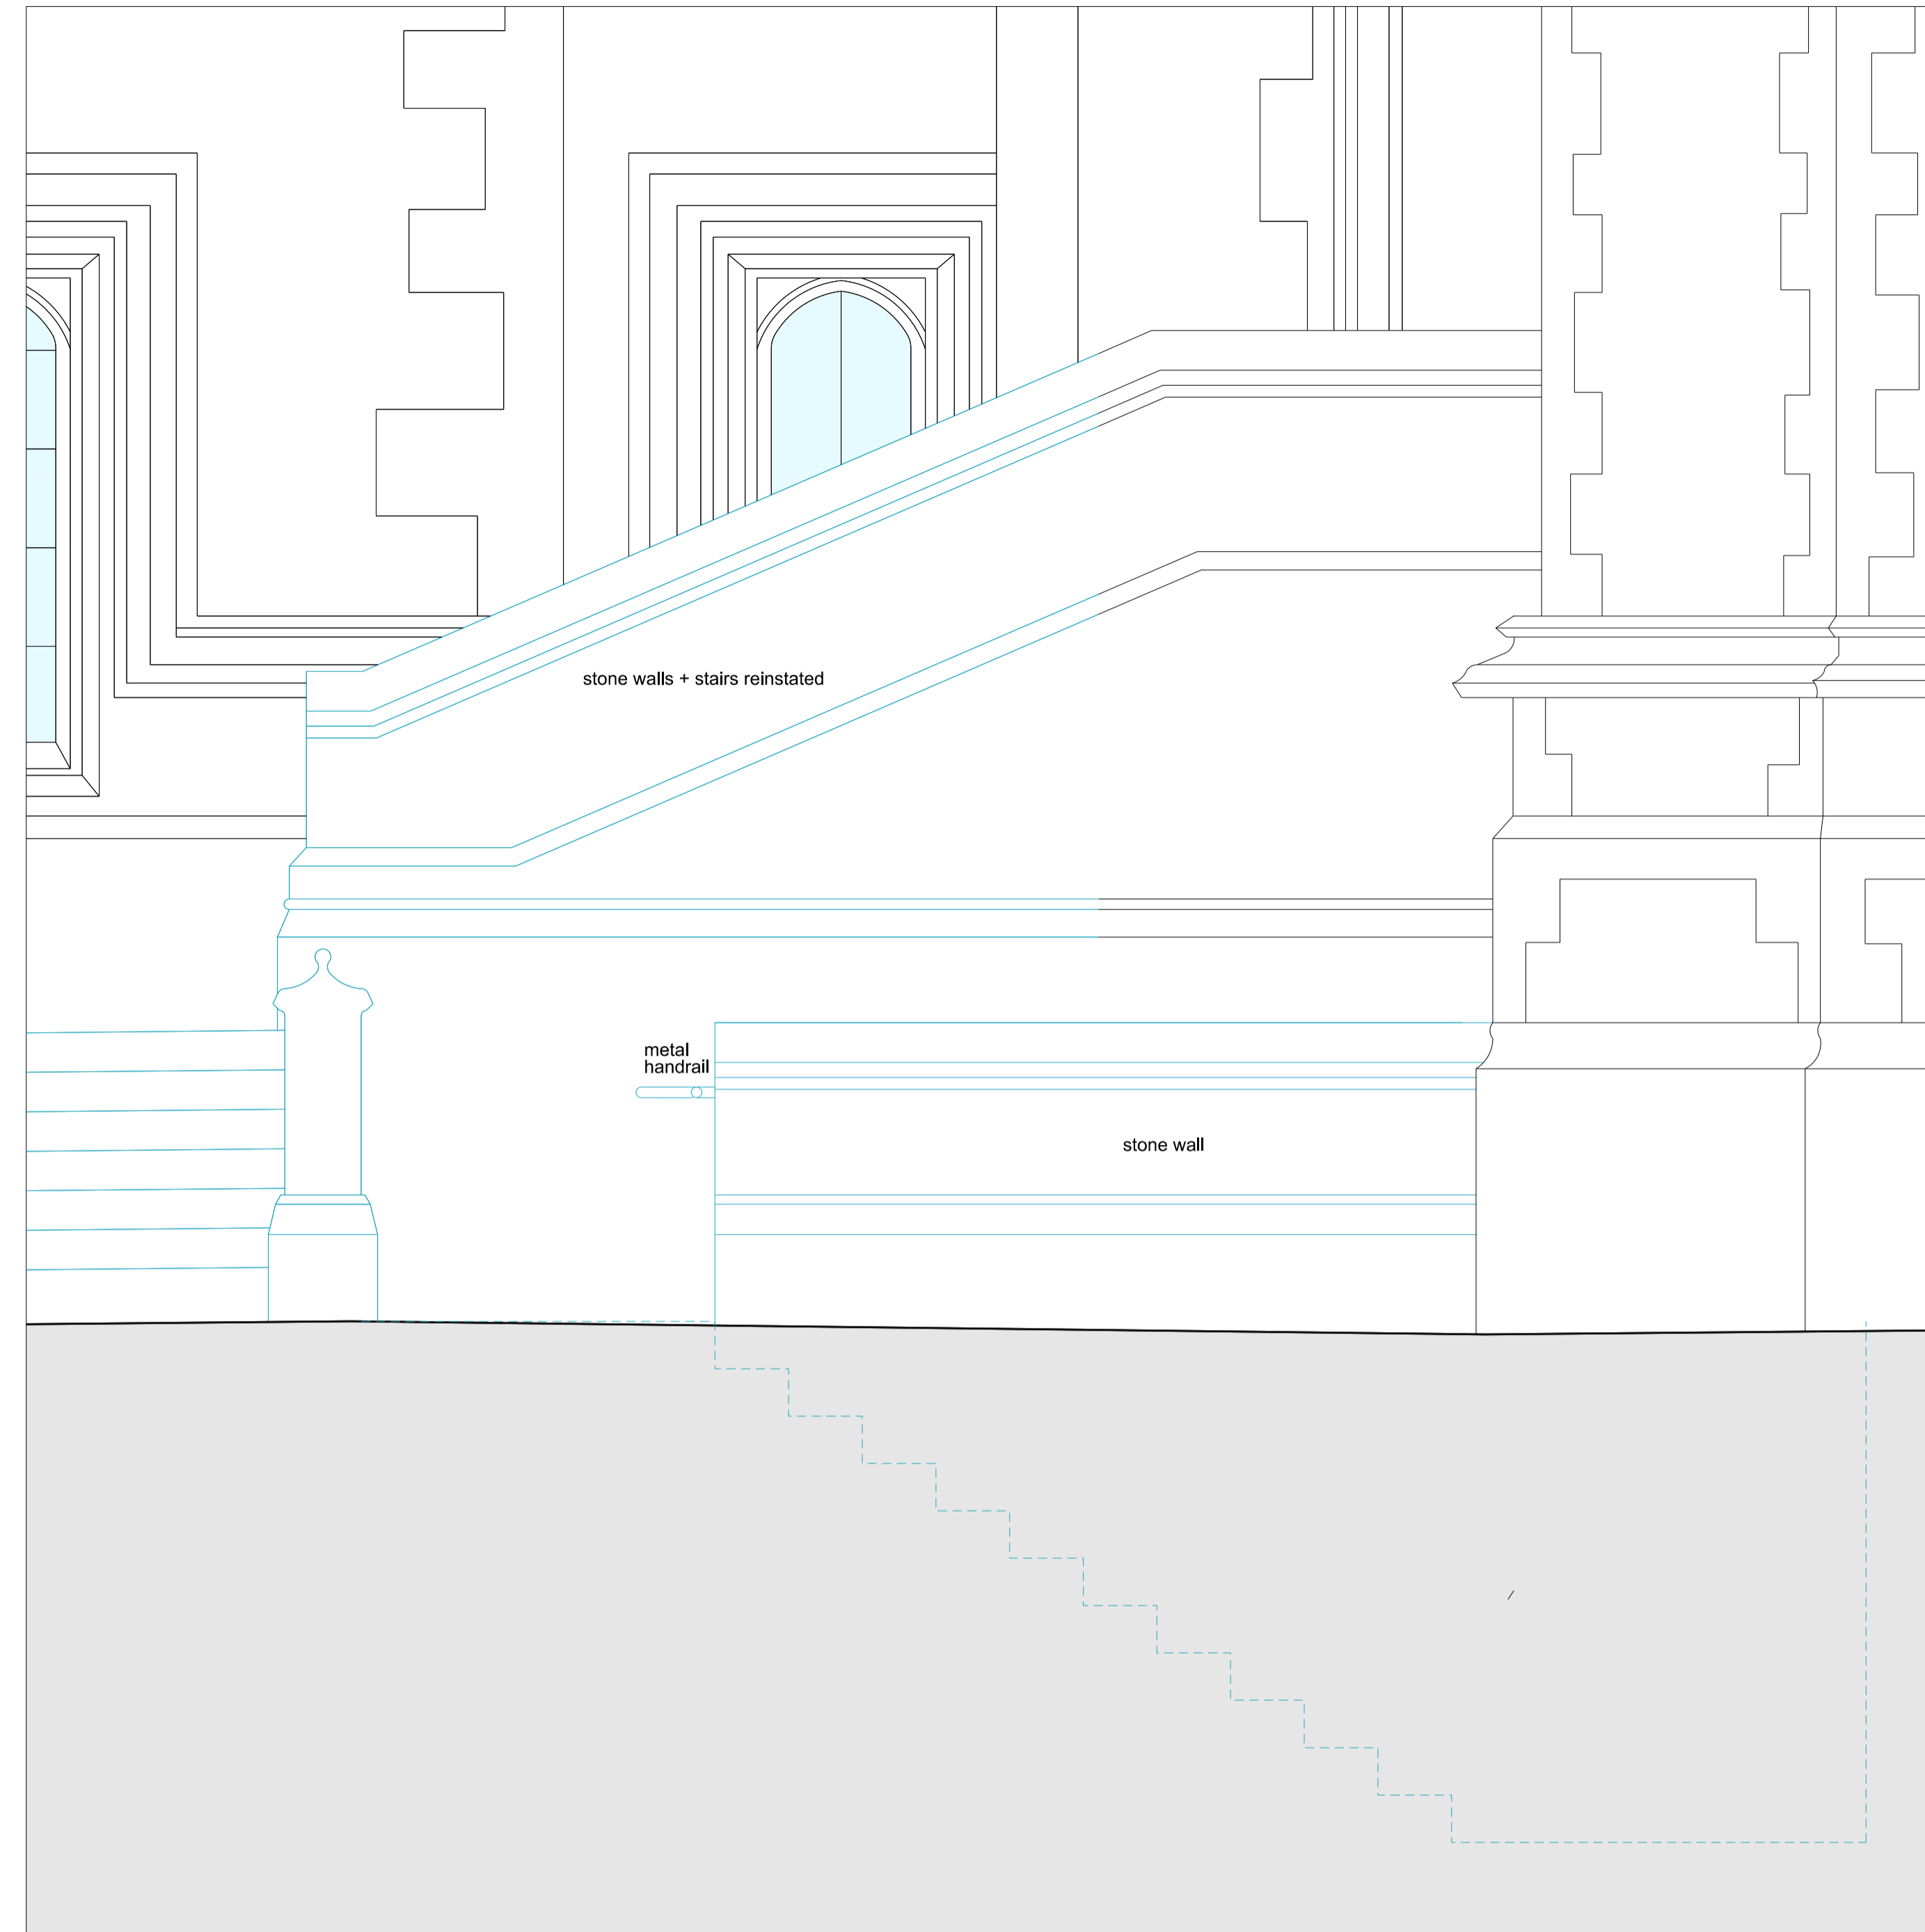 stone walls + stairs reinstated
metal
handrail
stone wall